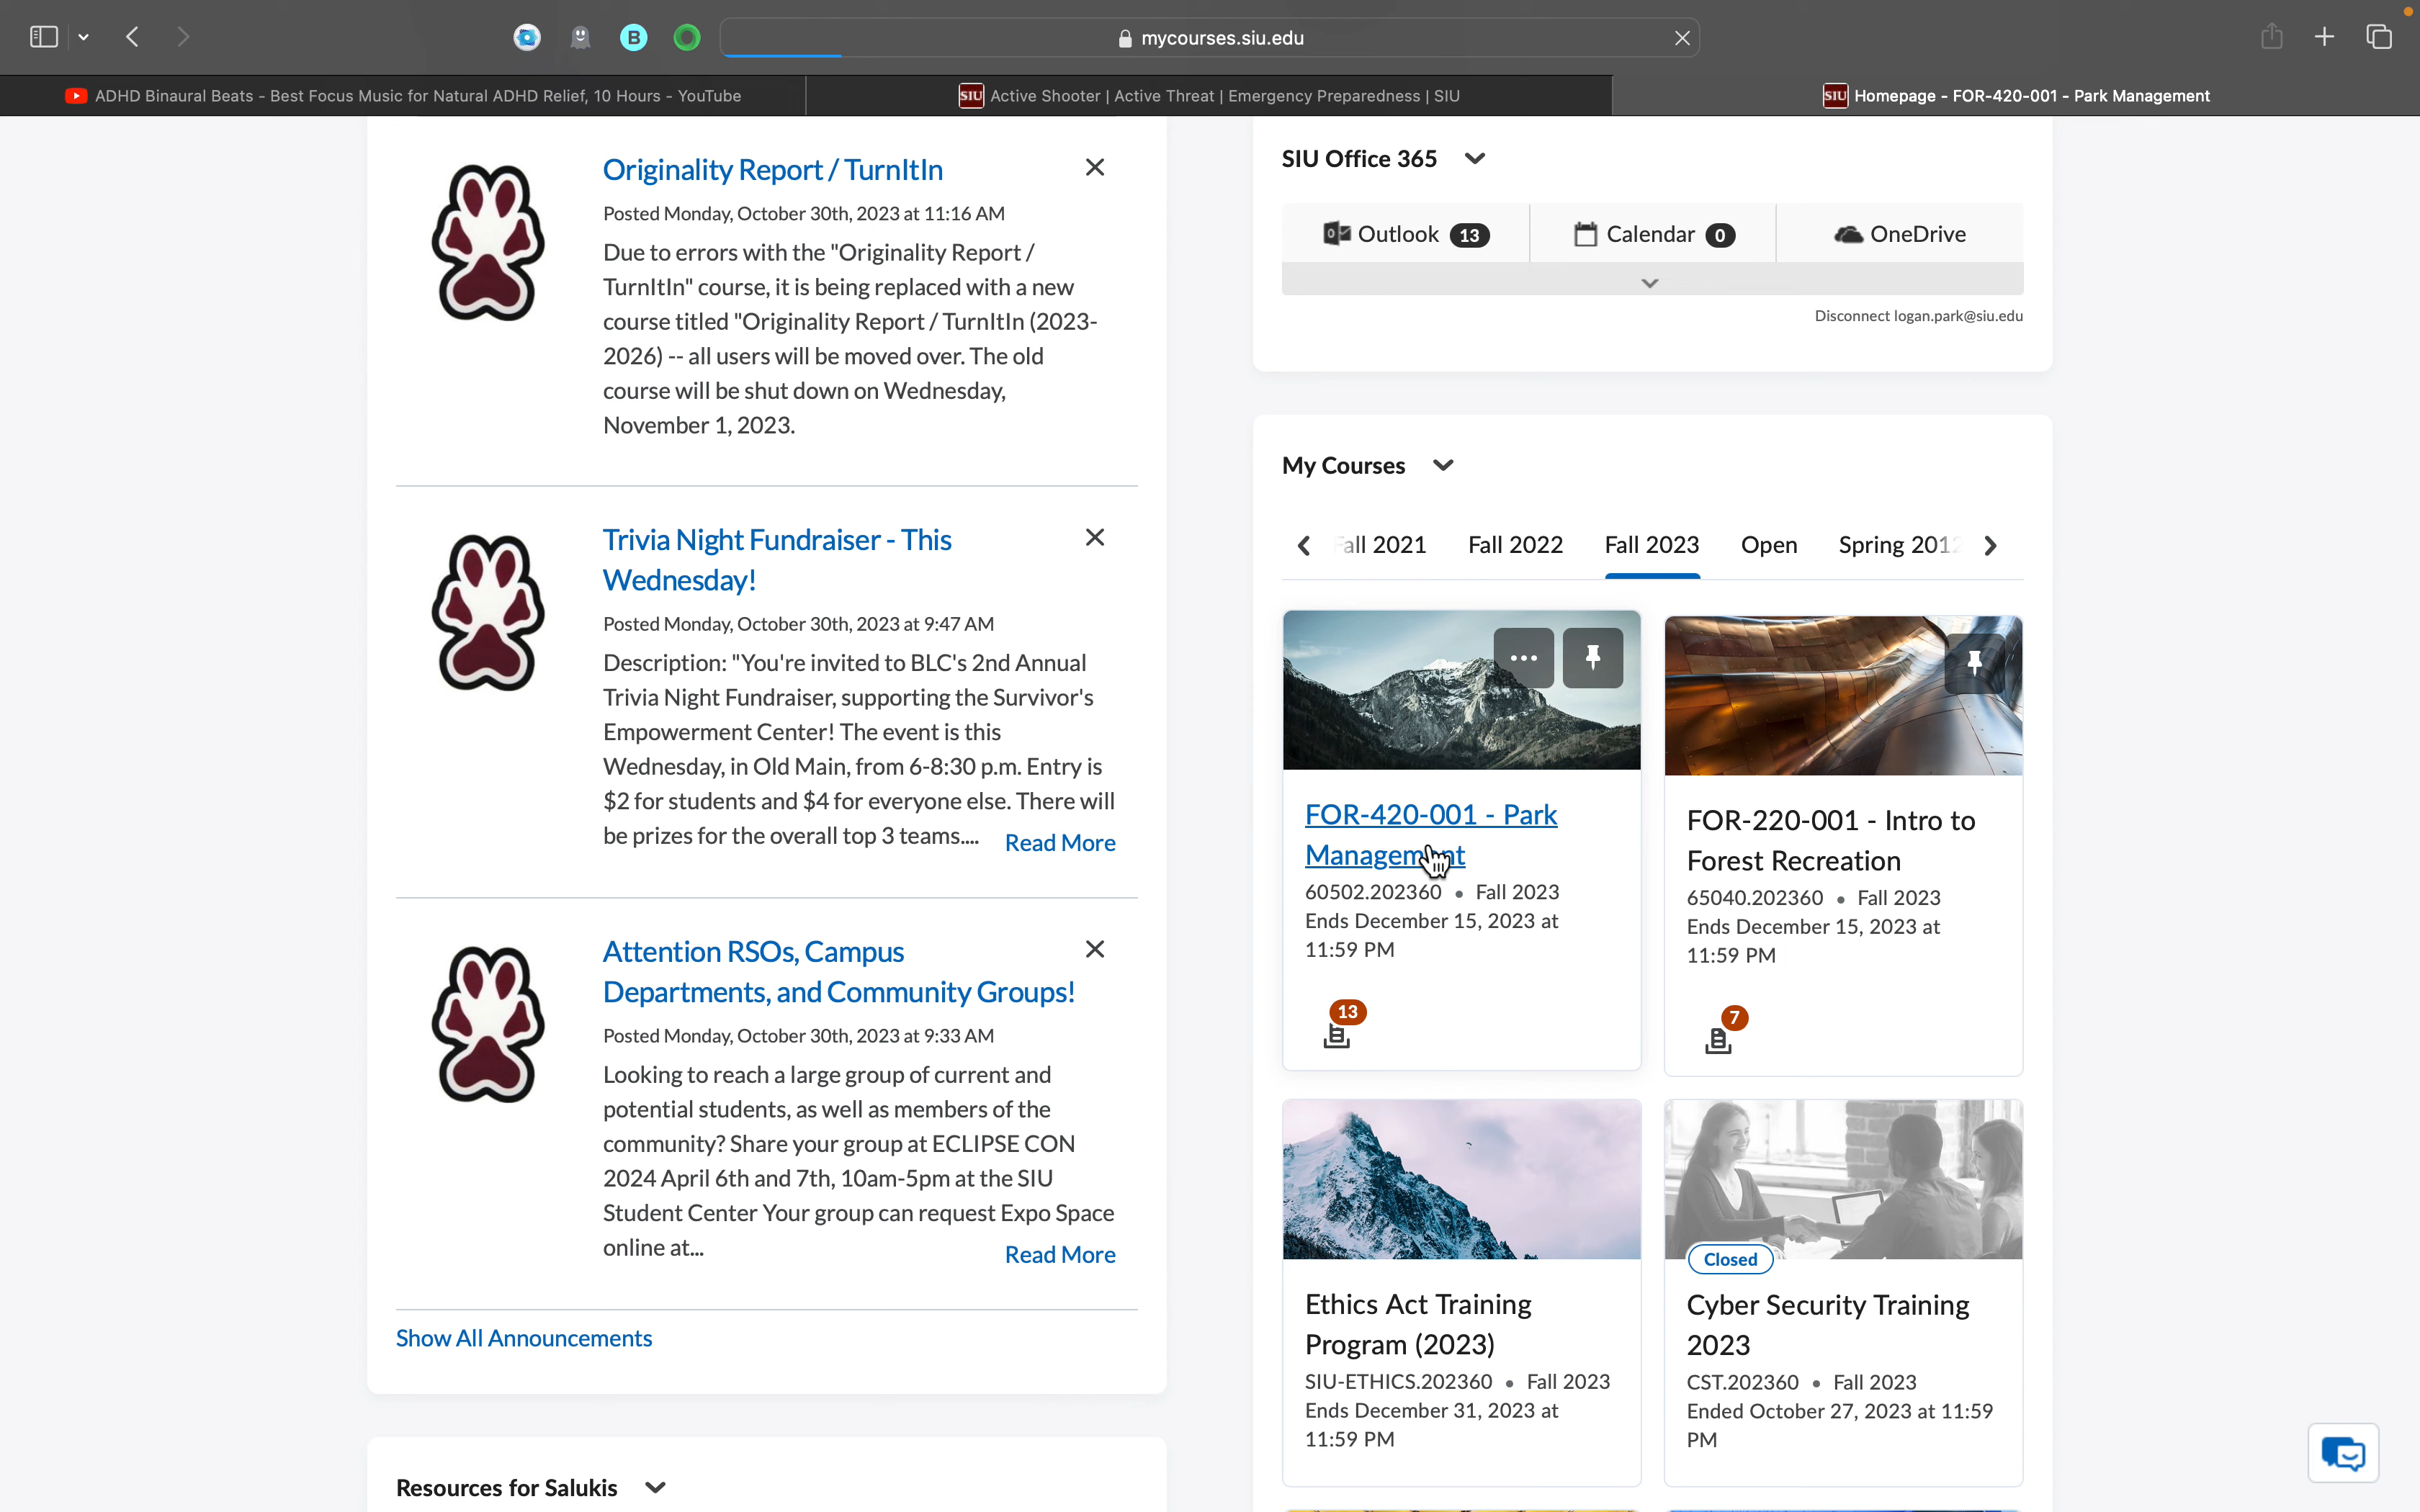 mycourses.siu.edu
ADHD Binaural Beats - Best Focus Music for Natural ADHD Relief, 10 Hours - YouTube
SIU Active Shooter | Active Threat | Emergency Preparedness | SIU
SIU Homepage - FOR-420-001 - Park Management
B
Originality Report / TurnItIn
Posted Monday, October 30th, 2023 at 11:16 AM
Due to errors with the "Originality Report /
TurnItIn" course, it is being replaced with a new
course titled "Originality Report / TurnItIn (2023-
2026) -- all users will be moved over. The old
course will be shut down on Wednesday,
November 1, 2023.
Trivia Night Fundraiser - This
Wednesday!
Posted Monday, October 30th, 2023 at 9:47 AM
Description: "You're invited to BLC's 2nd Annual
Trivia Night Fundraiser, supporting the Survivor's
Empowerment Center! The event is this
Wednesday, in Old Main, from 6-8:30 p.m. Entry is
$2 for students and $4 for everyone else. There will
be prizes for the overall top 3 teams.... Read More
Attention RSOs, Campus
Departments, and Community Groups!
Posted Monday, October 30th, 2023 at 9:33 AM
Looking to reach a large group of current and
potential students, as well as members of the
community? Share your group at ECLIPSE CON
2024 April 6th and 7th, 10am-5pm at the SIU
Student Center Your group can request Expo Space
online at... Read More
Show All Announcements
Resources for Salukis
SIU Office 365
Outlook 13 Calendar 0 OneDrive
Disconnect logan.park@siu.edu
My Courses
Fall 2021 Fall 2022 Fall 2023 Open Spring 2012
FOR-420-001 - Park
Management
60502.202360 • Fall 2023
Ends December 15, 2023 at
11:59 PM
13
FOR-220-001 - Intro to
Forest Recreation
65040.202360 • Fall 2023
Ends December 15, 2023 at
11:59 PM
7
Ethics Act Training
Program (2023)
SIU-ETHICS.202360 • Fall 2023
Ends December 31, 2023 at
11:59 PM
Closed
Cyber Security Training
2023
CST.202360 • Fall 2023
Ended October 27, 2023 at 11:59
PM